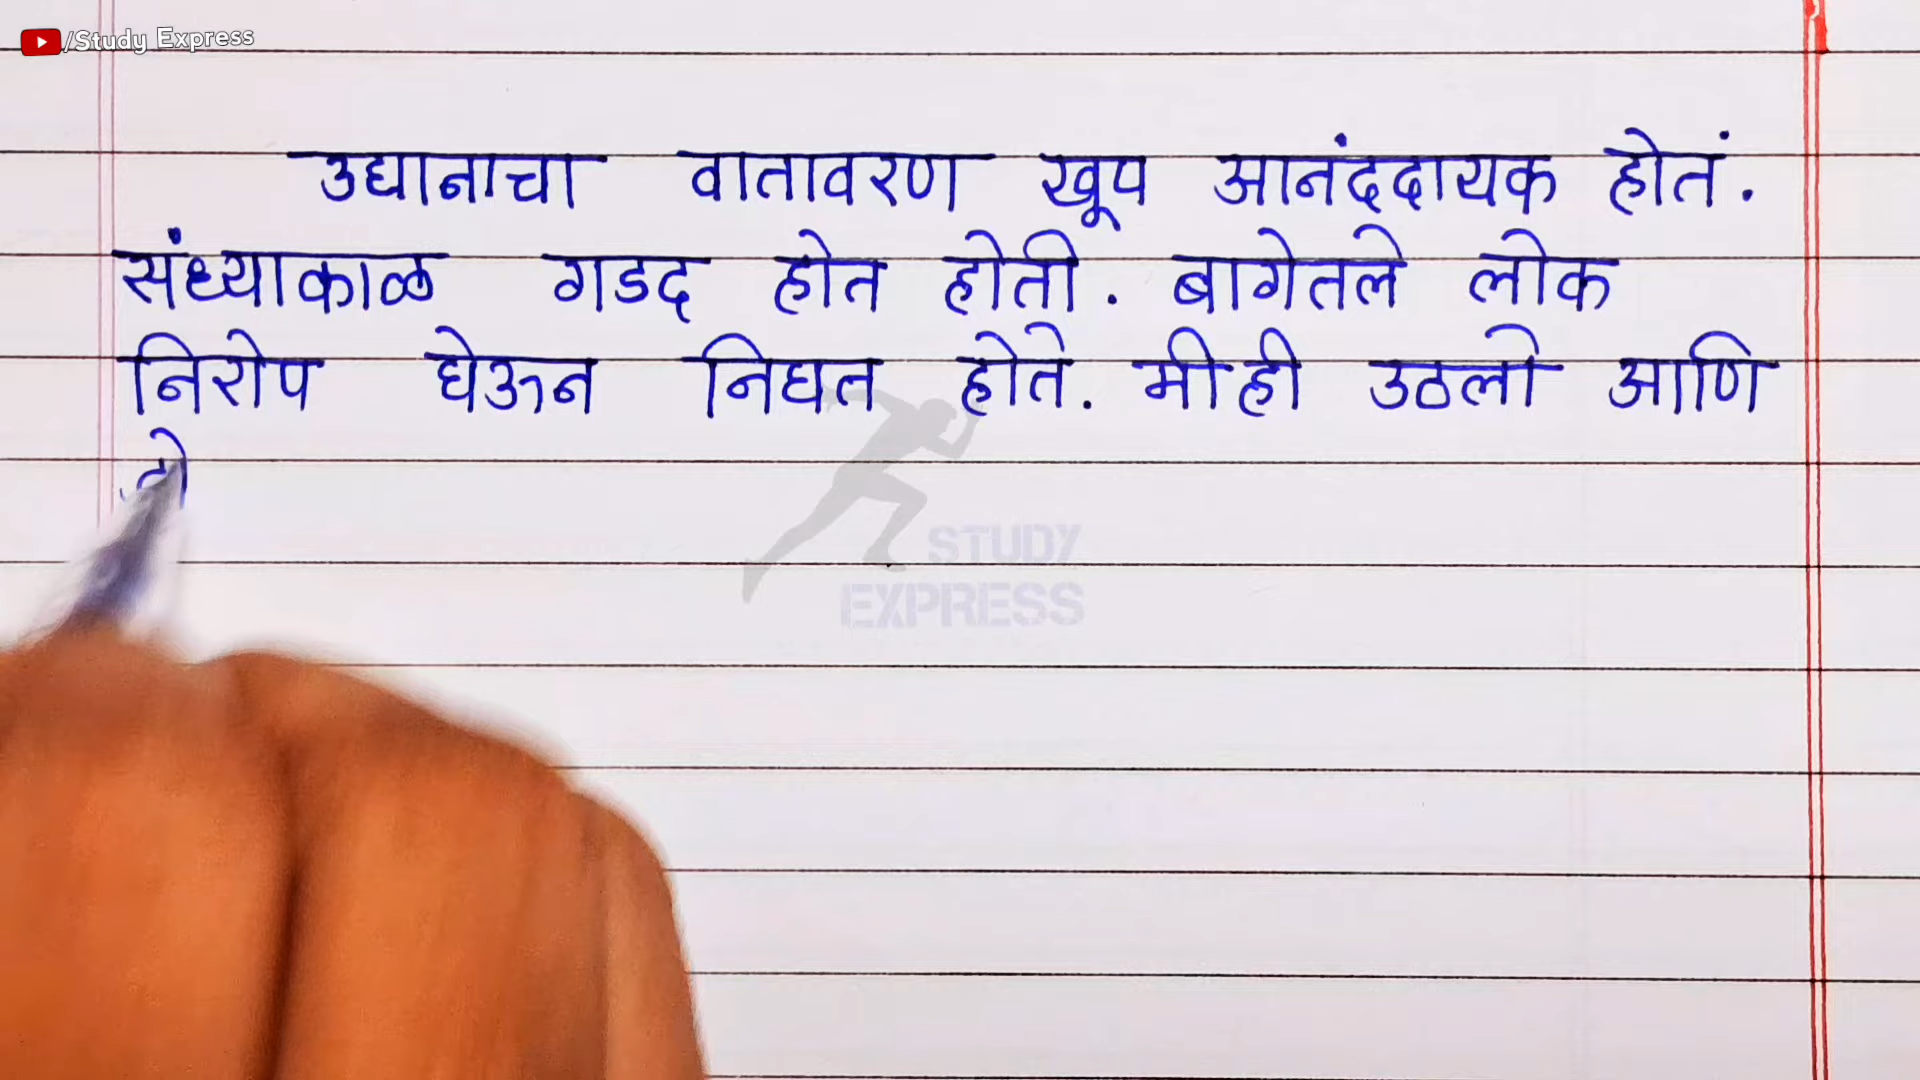 /Study Express
उद्यानाचा वातावरण खूप आनंददायक होतं.
संध्याकाळ गडद होत होती. बागेतले लोक
निरोप घेऊन निघत होते. मीही उठलो आणि
STUDY
EXPRESS